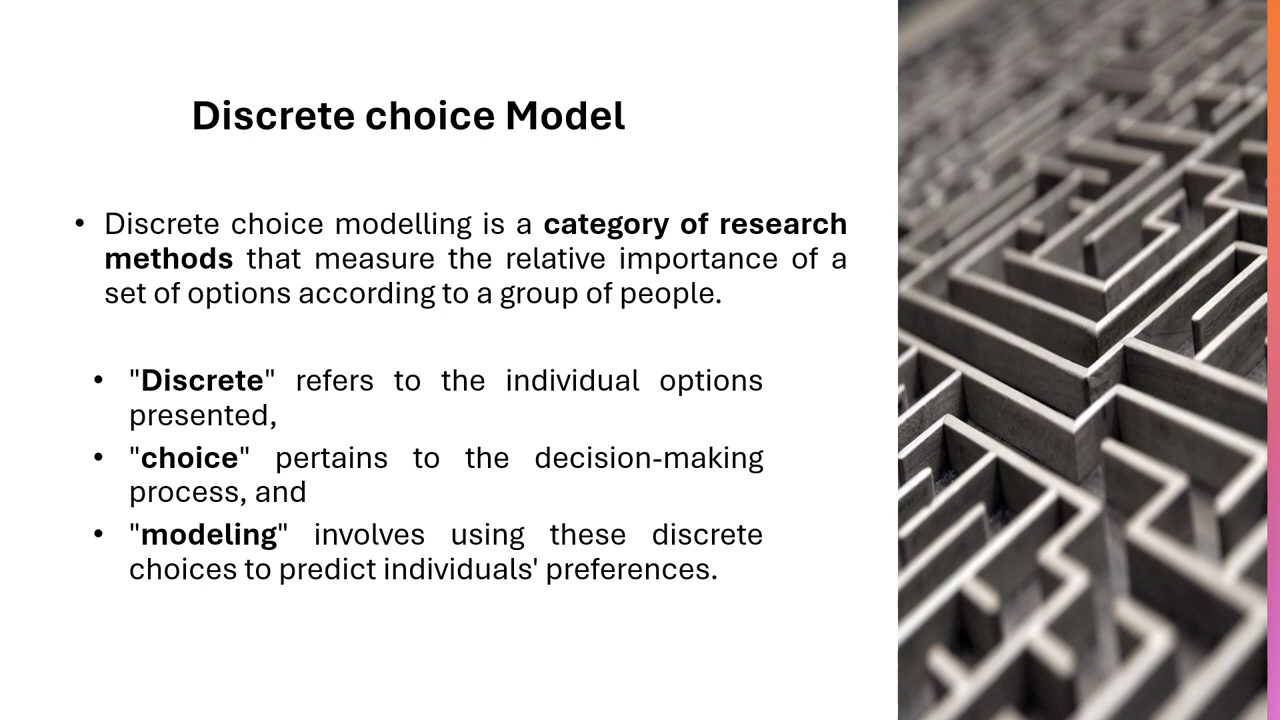 Discrete choice Model
• Discrete choice modelling is a category of research
methods that measure the relative importance of a
set of options according to a group of people.
• "Discrete" refers to the individual options
presented,
• "choice" pertains to the decision-making
process, and
• "modeling" involves using these discrete
choices to predict individuals' preferences.